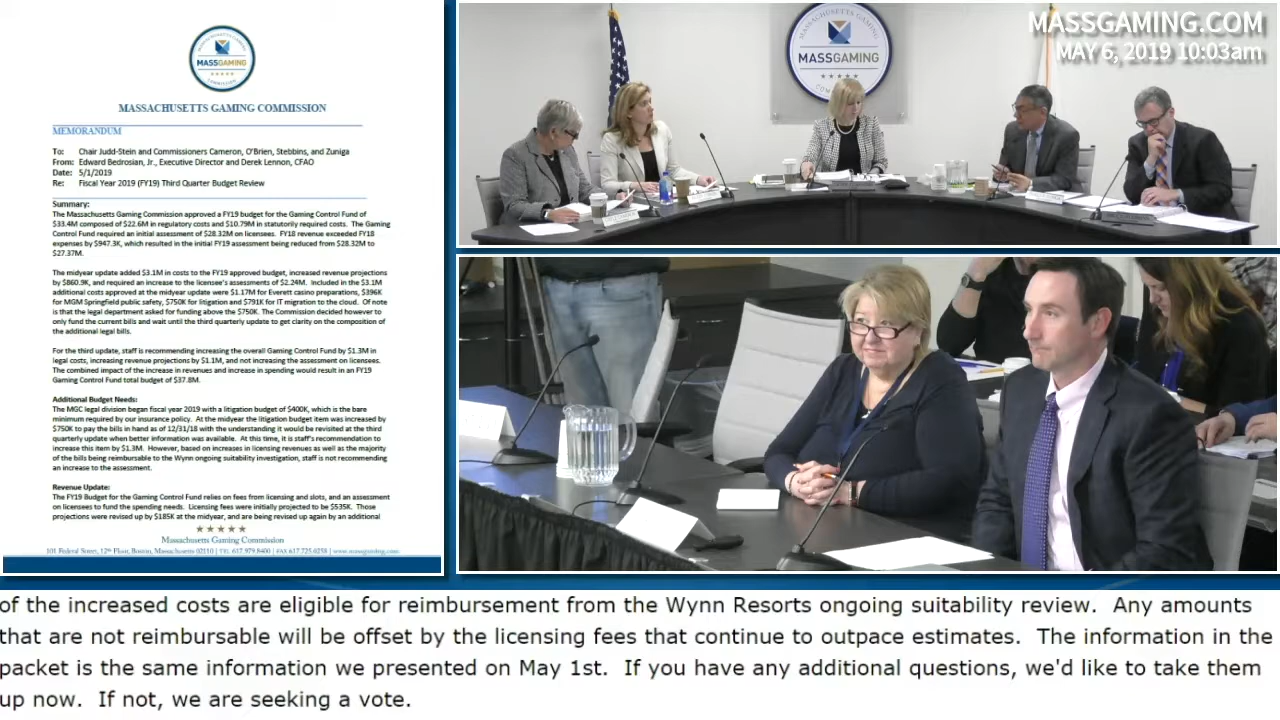 MASSGAMING
MASSACHUSETTS GAMING COMMISSION
MEMORANDUM
To: Chair Judd-Stein and Commissioners Cameron, O'Brien, Stebbins, and Zuniga
From: Edward Bedrosian, Jr., Executive Director and Derek Lennon, CFAO
Date: 5/1/2019
Re: Fiscal Year 2019 (FY19) Third Quarter Budget Review
Summary:
The Massachusetts Gaming Commission approved a FY19 budget for the Gaming Control Fund of
$33.4M composed of $22.6M in regulatory costs and $10.79M in statutorily required costs. The Gaming
Control Fund required an initial assessment of $28.32M on licensees. FY18 revenue exceeded FY18
expenses by $947.3K, which resulted in the initial FY19 assessment being reduced from $28.32M to
$27.37M.
The midyear update added $3.1M in costs to the FY19 approved budget, increased revenue projections
by $860.9K, and required an increase to the licensee's assessments of $2.24M. Included in the $3.1M
additional costs approved at the midyear update were $1.17M for Everett casino preparations, $396K
for MGM Springfield public safety, $750K for litigation and $791K for IT migration to the cloud. Of note
is that the legal department asked for funding above the $750K. The Commission decided however to
only fund the current bills and wait until the third quarterly update to get clarity on the composition of
the additional legal bills.
For the third update, staff is recommending increasing the overall Gaming Control Fund by $1.3M in
legal costs, increasing revenue projections by $1.1M, and not increasing the assessment on licensees.
The combined impact of the increase in revenues and increase in spending would result in an FY19
Gaming Control Fund total budget of $37.8M.
Additional Budget Needs:
The MGC legal division began fiscal year 2019 with a litigation budget of $400K, which is the bare
minimum required by our insurance policy. At the midyear the litigation budget item was increased by
$750K to pay the bills in hand as of 12/31/18 with the understanding it would be revisited at the third
quarterly update when better information was available. At this time, it is staff's recommendation to
increase this item by $1.3M. However, based on increases in licensing revenues as well as the majority
of the bills being reimbursable to the Wynn ongoing suitability investigation, staff is not recommending
an increase to the assessment.
Revenue Update:
The FY19 Budget for the Gaming Control Fund relies on fees from licensing and slots, and an assessment
on licensees to fund the spending needs. Licensing fees were initially projected to be $535K. Those
projections were revised up by $185K at the midyear, and are being revised up again by an additional
★ ★ ★ ★ ★
Massachusetts Gaming Commission
101 Federal Street, 12th Floor, Boston, Massachusetts 02110 | TEL 617.979.8400 | FAX 617.725.0258 | www.massgaming.com
MASSACHUSETTS GAMING
MASSGAMING
MASSGAMING.COM
MAY 6, 2019 10:03am
of the increased costs are eligible for reimbursement from the Wynn Resorts ongoing suitability review. Any amounts
that are not reimbursable will be offset by the licensing fees that continue to outpace estimates. The information in the
packet is the same information we presented on May 1st. If you have any additional questions, we'd like to take them
up now. If not, we are seeking a vote.